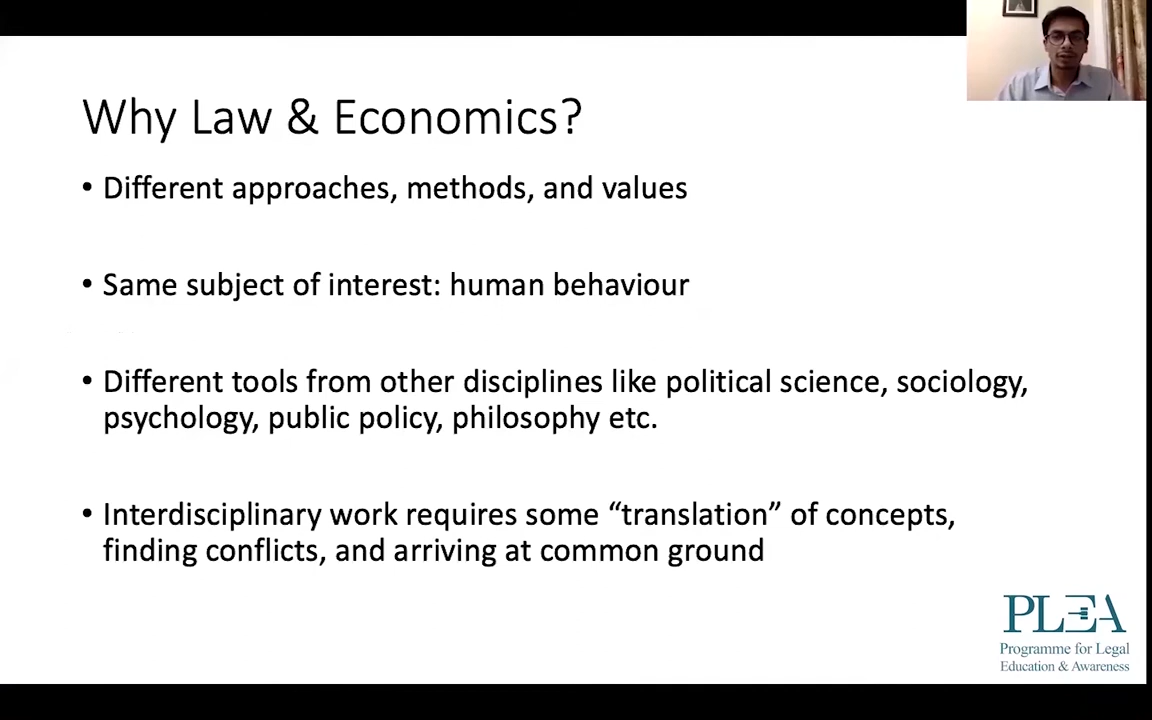 Why Law & Economics?
• Different approaches, methods, and values
• Same subject of interest: human behaviour
• Different tools from other disciplines like political science, sociology,
psychology, public policy, philosophy etc.
• Interdisciplinary work requires some “translation” of concepts,
finding conflicts, and arriving at common ground
PLEA
Programme for Legal
Education & Awareness